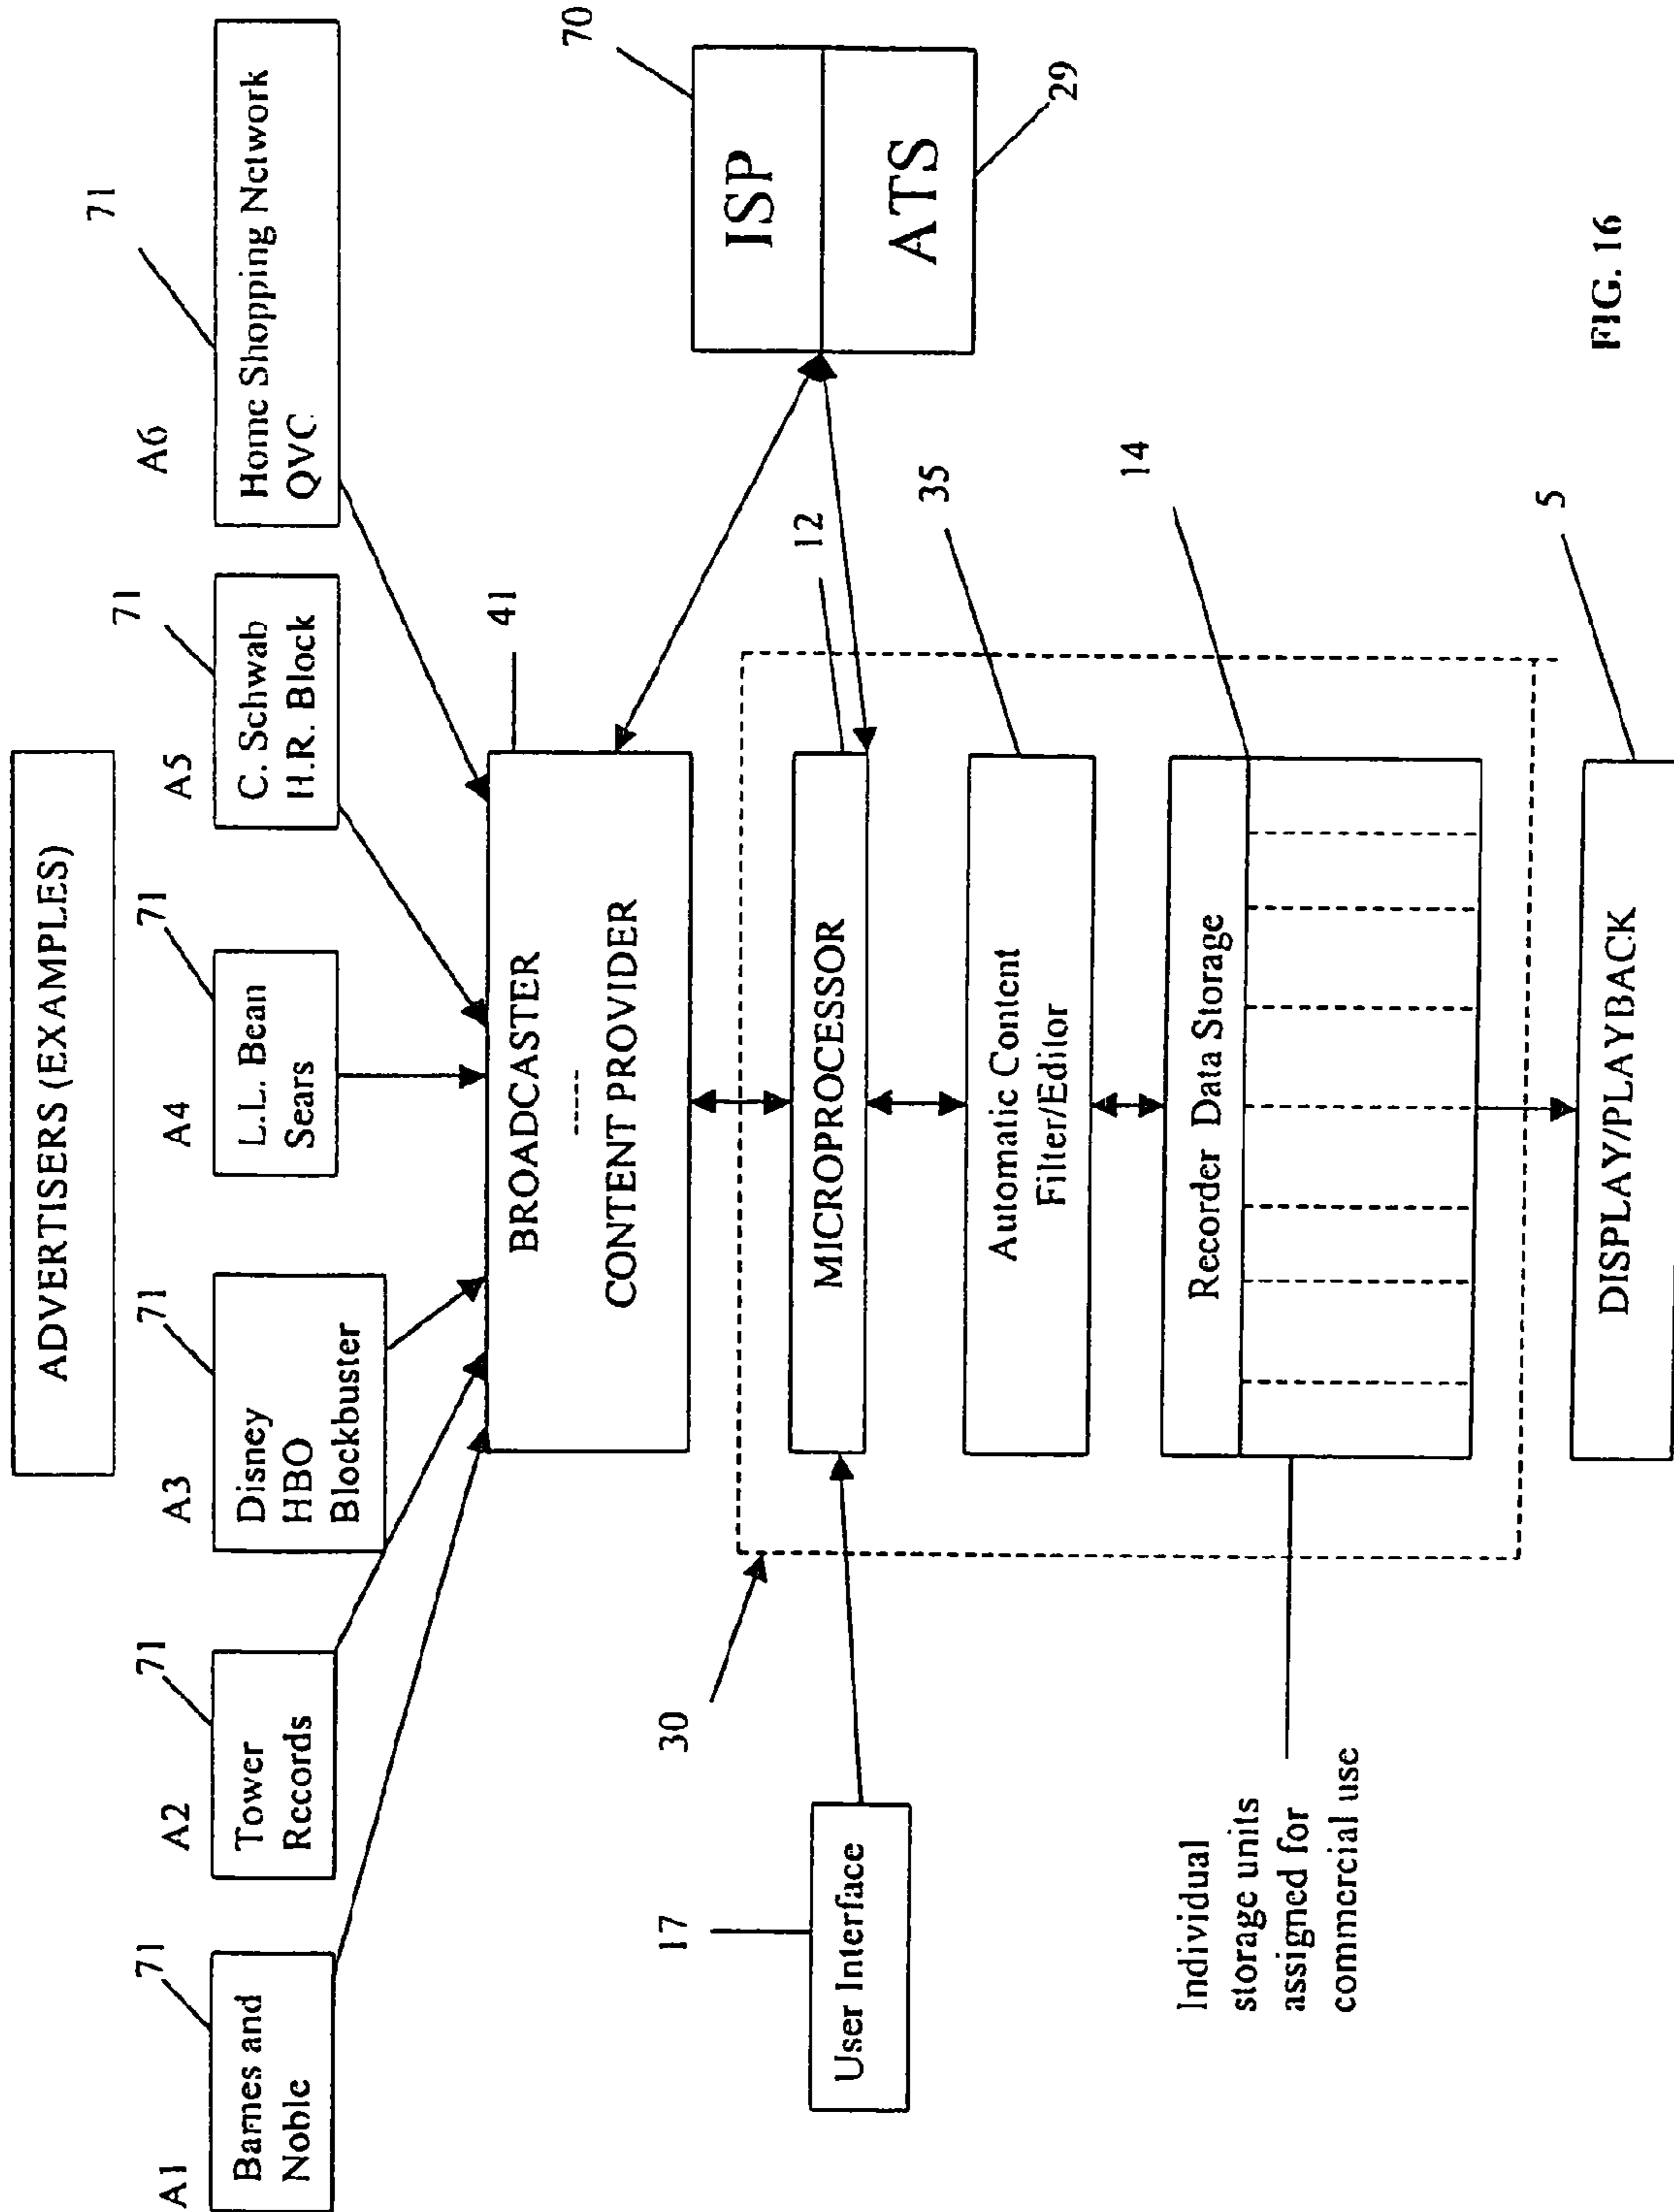 ADVERTISERS (EXAMPLES)
A1
71
Barnes and
Noble
A2
71
Tower
Records
A3
71
Disney
HBO
Blockbuster
A4
71
L.L. Bean
Sears
A5
71
C. Schwab
H.R. Block
A6
71
Home Shopping Network
QVC
41
BROADCASTER
-----
CONTENT PROVIDER
70
ISP
ATS
29
30
12
MICROPROCESSOR
17
User Interface
35
Automatic Content
Filter/Editor
14
Recorder Data Storage
Individual
storage units
assigned for
commercial use
5
DISPLAY/PLAYBACK
FIG. 16